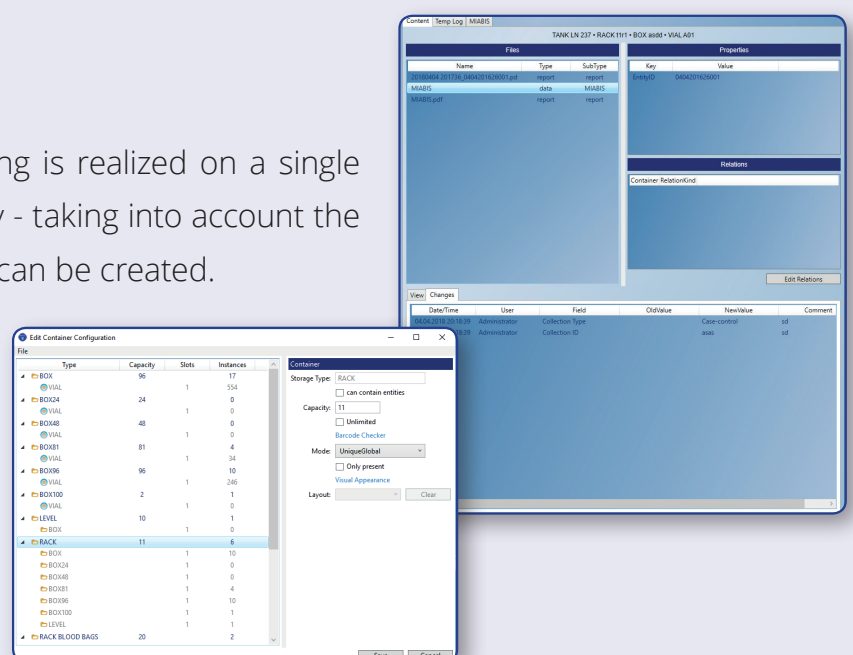 Content Temp Log MIABIS
TANK LN 237 • RACK f1r1 • BOX asdd • VIAL A01
Files
Name Type SubType
20180404 201736_0404201626001.pd report report
MIABIS data MIABIS
MIABIS.pdf report report
Properties
Key Value
EntityID 0404201626001
Relations
Container RelationKind
Edit Relations
View Changes
Date/Time User Field OldValue NewValue Comment
04.04.2018 20:18:39 Administrator Collection Type Case-control sd
18:39 Administrator Collection ID asas sd
ng is realized on a single
- taking into account the
can be created.
Edit Container Configuration
File
Type Capacity Slots Instances
BOX 96 17
VIAL 1 554
BOX24 24 0
VIAL 1 0
BOX48 48 0
VIAL 1 0
BOX81 81 4
VIAL 1 34
BOX96 96 10
VIAL 1 246
BOX100 2 1
VIAL 1 0
LEVEL 10 1
BOX 1 0
RACK 11 6
BOX 1 10
BOX24 1 0
BOX48 1 0
BOX81 1 4
BOX96 1 10
BOX100 1 1
LEVEL 1 1
RACK BLOOD BAGS 20 2
Container
Storage Type: RACK
can contain entities
Capacity: 11
Unlimited
Barcode Checker
Mode: UniqueGlobal
Only present
Visual Appearance
Layout: Clear
Save Cancel